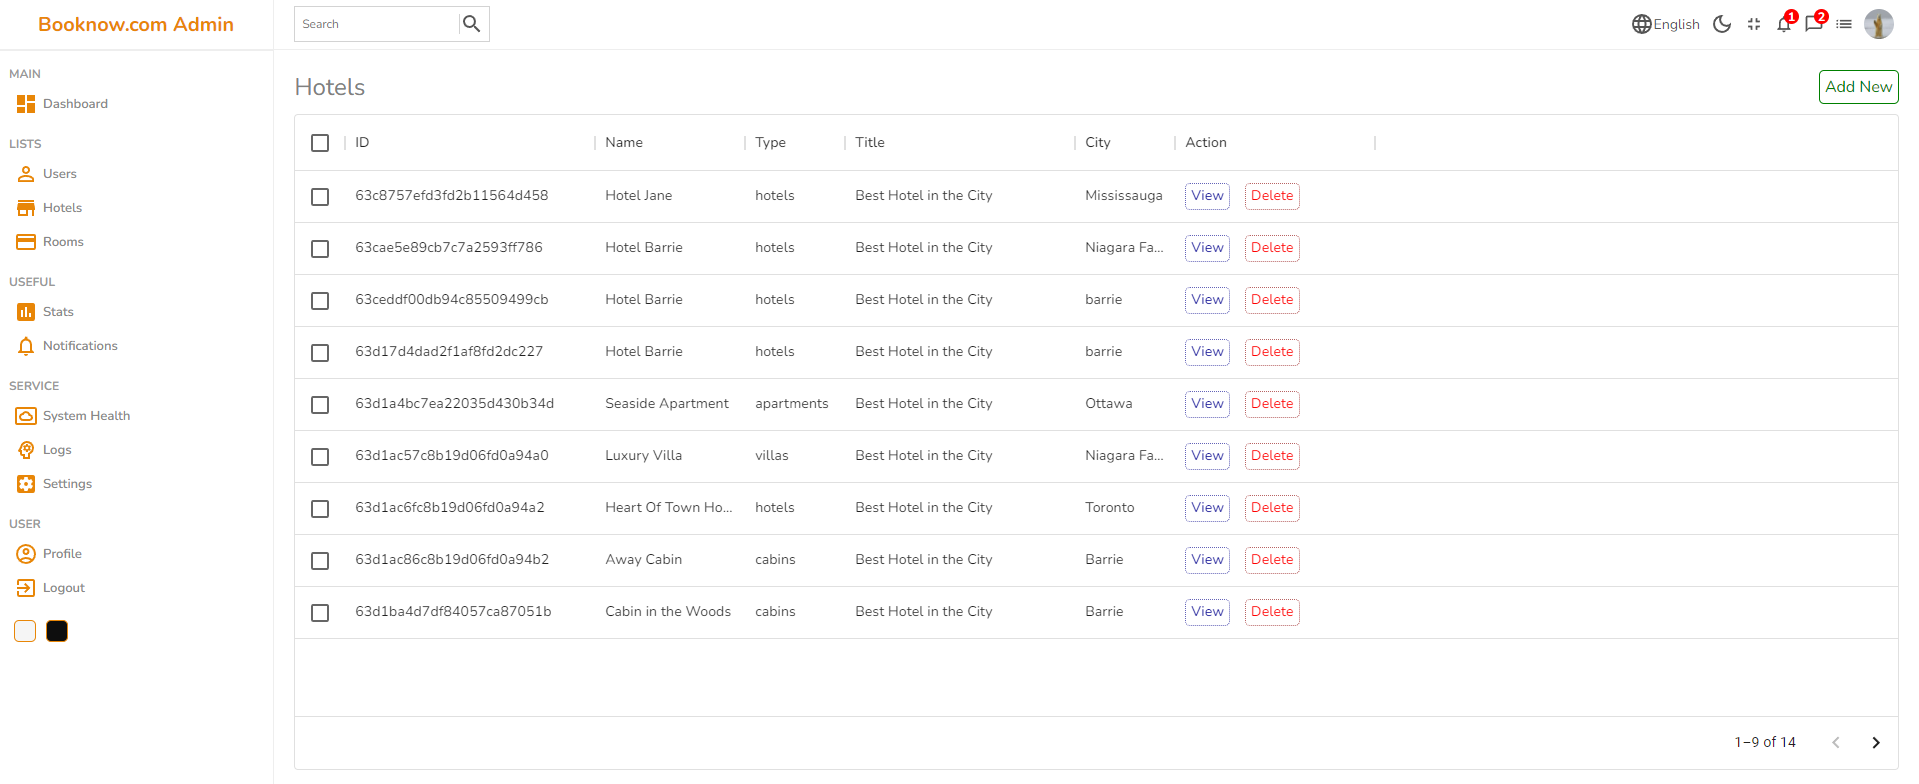 Booknow.com Admin
Search
English
1
2
MAIN
Dashboard
LISTS
Users
Hotels
Rooms
USEFUL
Stats
Notifications
SERVICE
System Health
Logs
Settings
USER
Profile
Logout
Hotels
Add New
ID Name Type Title City Action
63c8757efd3fd2b11564d458 Hotel Jane hotels Best Hotel in the City Mississauga View Delete
63cae5e89cb7c7a2593ff786 Hotel Barrie hotels Best Hotel in the City Niagara Fa... View Delete
63ceddf00db94c85509499cb Hotel Barrie hotels Best Hotel in the City barrie View Delete
63d17d4dad2f1af8fd2dc227 Hotel Barrie hotels Best Hotel in the City barrie View Delete
63d1a4bc7ea22035d430b34d Seaside Apartment apartments Best Hotel in the City Ottawa View Delete
63d1ac57c8b19d06fd0a94a0 Luxury Villa villas Best Hotel in the City Niagara Fa... View Delete
63d1ac6fc8b19d06fd0a94a2 Heart Of Town Ho... hotels Best Hotel in the City Toronto View Delete
63d1ac86c8b19d06fd0a94b2 Away Cabin cabins Best Hotel in the City Barrie View Delete
63d1ba4d7df84057ca87051b Cabin in the Woods cabins Best Hotel in the City Barrie View Delete
1–9 of 14